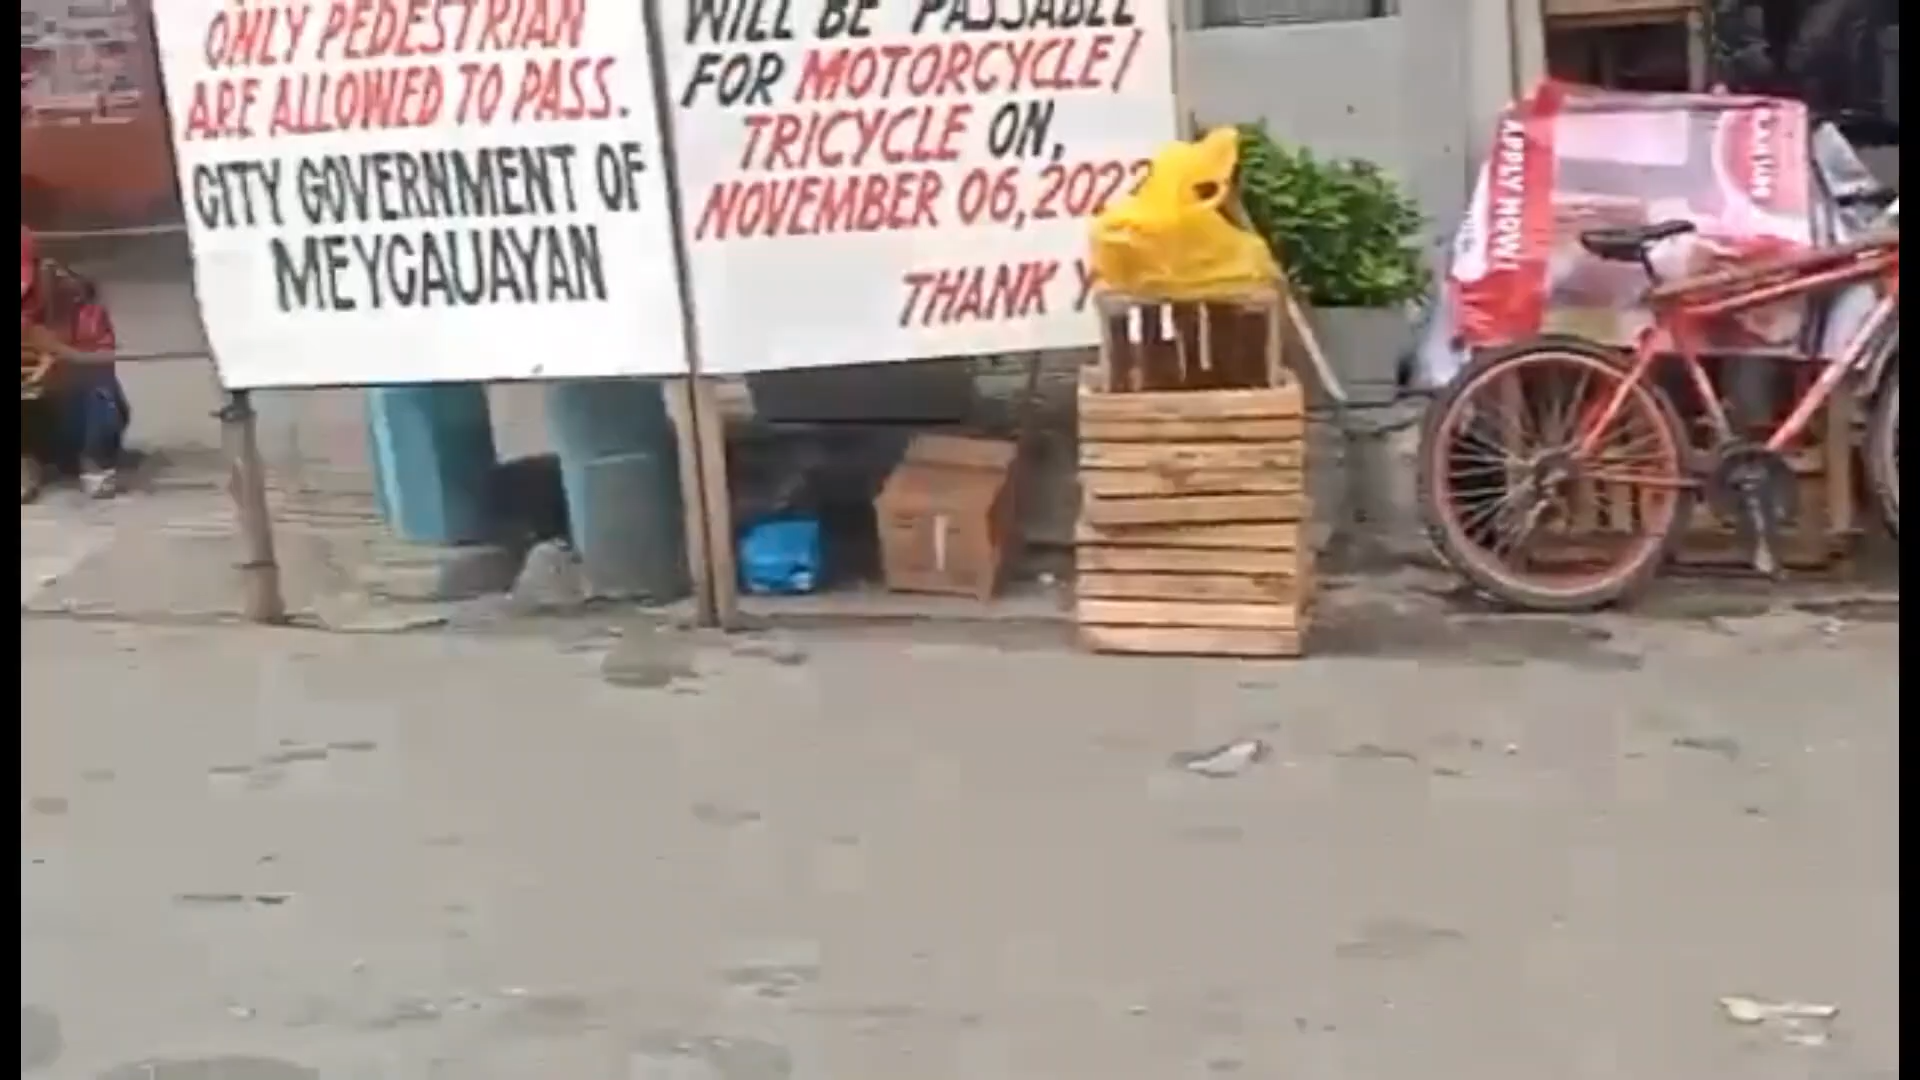 ONLY PEDESTRIAN
ARE ALLOWED TO PASS.
CITY GOVERNMENT OF
MEYCAUAYAN
WILL BE PASSABLE
FOR MOTORCYCLE/
TRICYCLE ON,
NOVEMBER 06,2022
THANK Y
APPLY NOW!